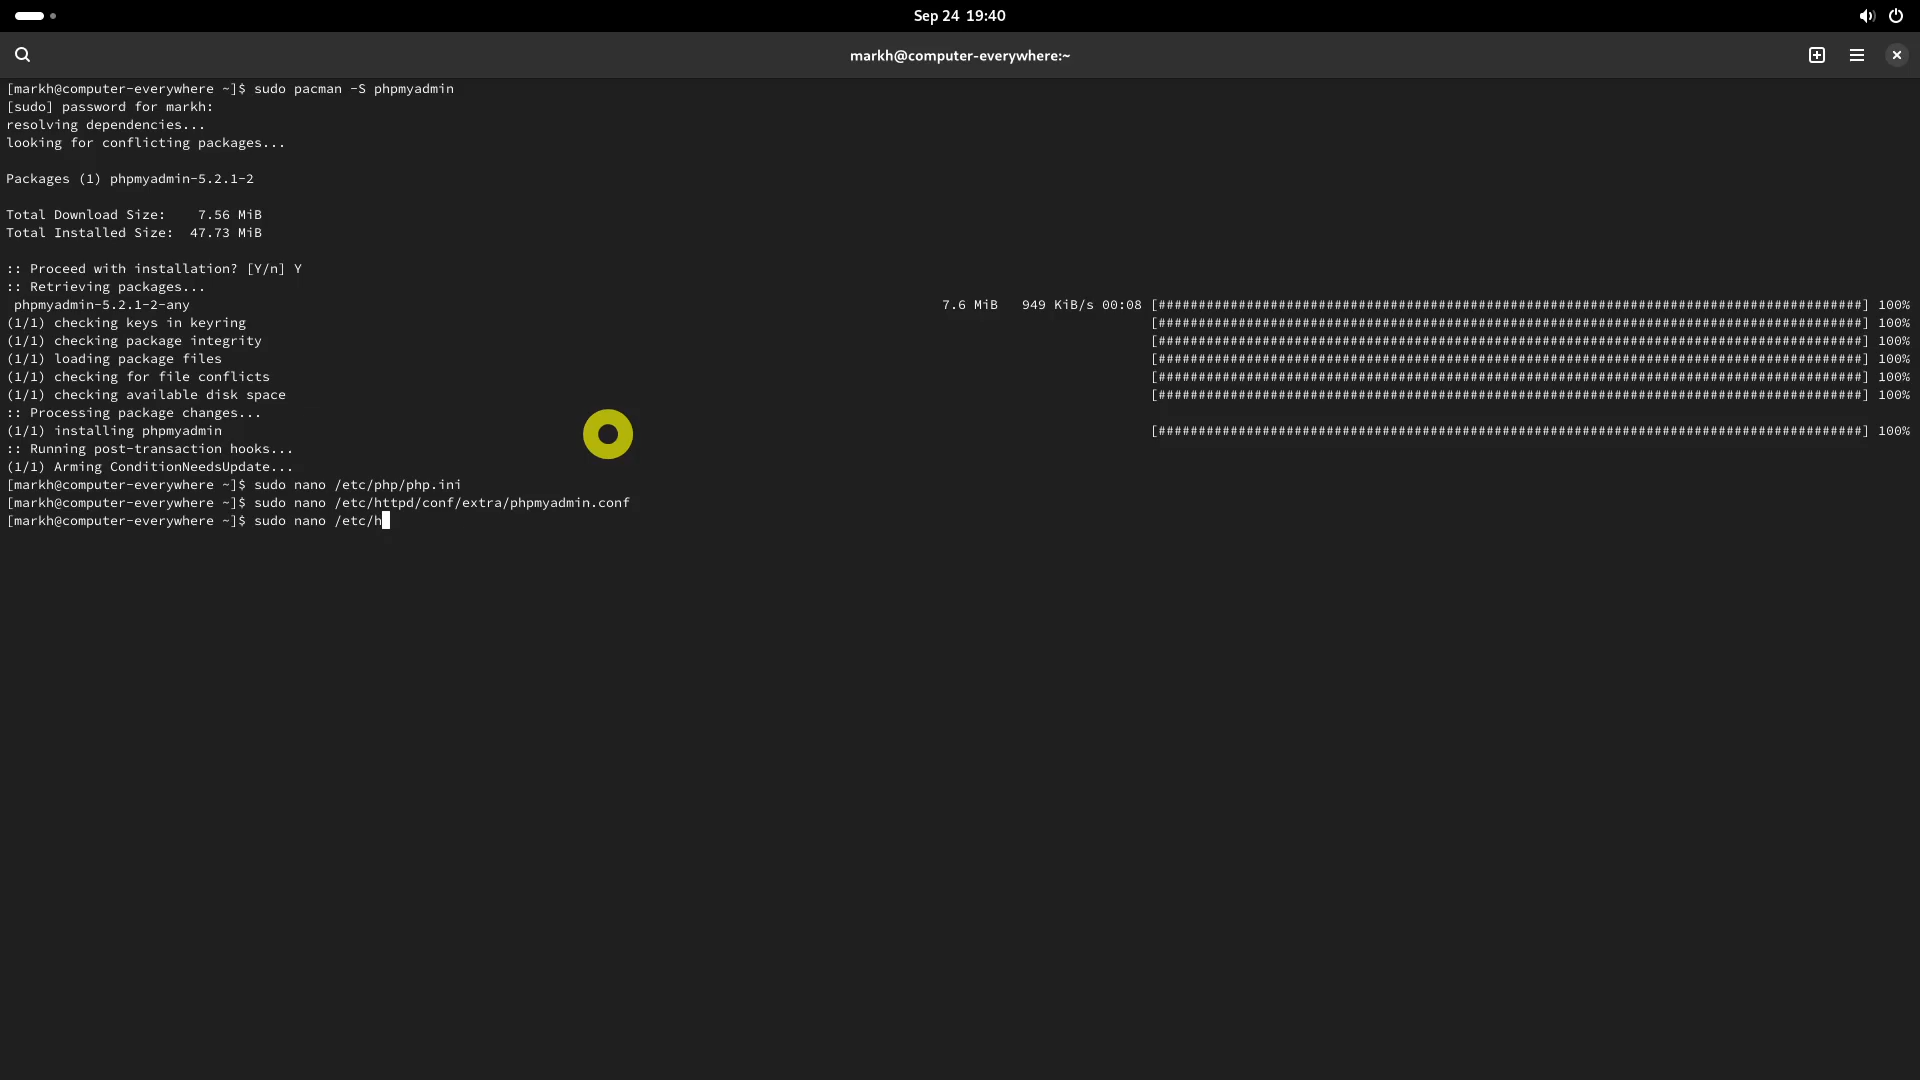 Sep 24 19:40
markh@computer-everywhere:~
[markh@computer-everywhere ~]$ sudo pacman -S phpmyadmin
[sudo] password for markh:
resolving dependencies...
looking for conflicting packages...
Packages (1) phpmyadmin-5.2.1-2
Total Download Size:    7.56 MiB
Total Installed Size:  47.73 MiB
:: Proceed with installation? [Y/n] Y
:: Retrieving packages...
phpmyadmin-5.2.1-2-any 7.6 MiB 949 KiB/s 00:08 [########################################################################################] 100%
(1/1) checking keys in keyring [########################################################################################] 100%
(1/1) checking package integrity [########################################################################################] 100%
(1/1) loading package files [########################################################################################] 100%
(1/1) checking for file conflicts [########################################################################################] 100%
(1/1) checking available disk space [########################################################################################] 100%
:: Processing package changes...
(1/1) installing phpmyadmin [########################################################################################] 100%
:: Running post-transaction hooks...
(1/1) Arming ConditionNeedsUpdate...
[markh@computer-everywhere ~]$ sudo nano /etc/php/php.ini
[markh@computer-everywhere ~]$ sudo nano /etc/httpd/conf/extra/phpmyadmin.conf
[markh@computer-everywhere ~]$ sudo nano /etc/h